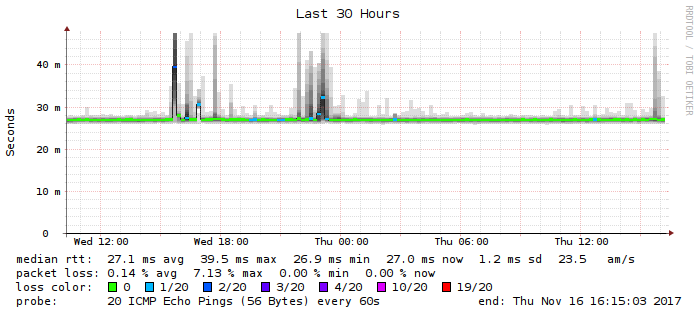 Last 30 Hours
RRDTOOL / TOBI OETIKER
Seconds
40 m
30 m
20 m
10 m
0
Wed 12:00 Wed 18:00 Thu 00:00 Thu 06:00 Thu 12:00
median rtt: 27.1 ms avg 39.5 ms max 26.9 ms min 27.0 ms now 1.2 ms sd 23.5 am/s
packet loss: 0.14 % avg 7.13 % max 0.00 % min 0.00 % now
loss color: 0 1/20 2/20 3/20 4/20 10/20 19/20
probe: 20 ICMP Echo Pings (56 Bytes) every 60s end: Thu Nov 16 16:15:03 2017